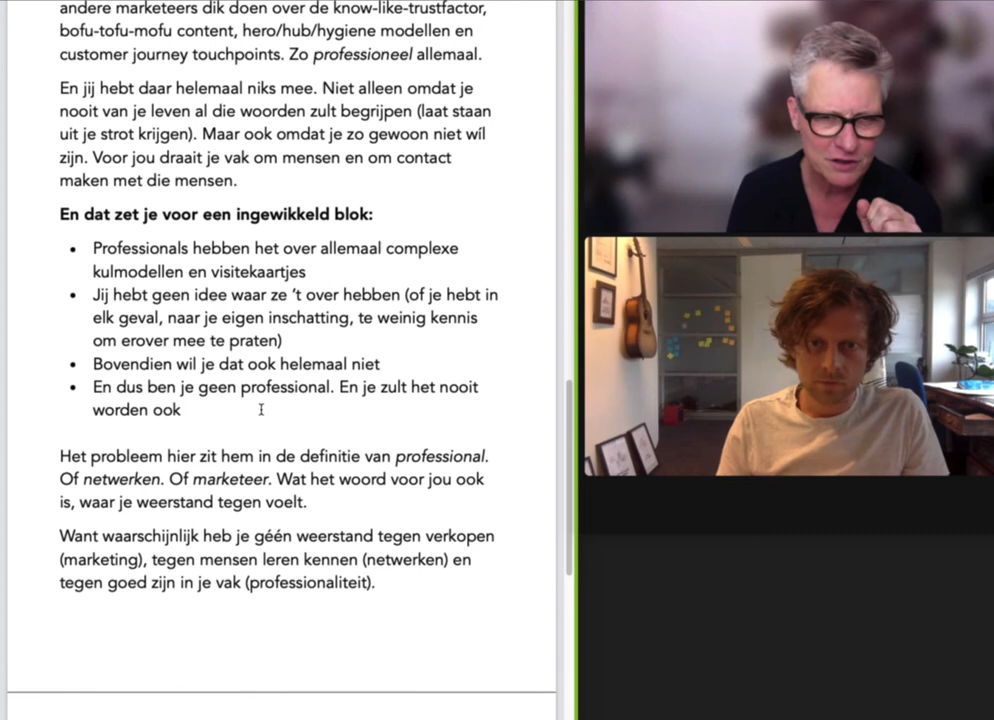 andere marketeers dik doen over de know-like-trustfactor,
bofu-tofu-mofu content, hero/hub/hygiene modellen en
customer journey touchpoints. Zo professioneel allemaal.
En jij hebt daar helemaal niks mee. Niet alleen omdat je
nooit van je leven al die woorden zult begrijpen (laat staan
uit je strot krijgen). Maar ook omdat je zo gewoon niet wíl
zijn. Voor jou draait je vak om mensen en om contact
maken met die mensen.
En dat zet je voor een ingewikkeld blok:
• Professionals hebben het over allemaal complexe
kulmodellen en visitekaartjes
• Jij hebt geen idee waar ze ’t over hebben (of je hebt in
elk geval, naar je eigen inschatting, te weinig kennis
om erover mee te praten)
• Bovendien wil je dat ook helemaal niet
• En dus ben je geen professional. En je zult het nooit
worden ook
Het probleem hier zit hem in de definitie van professional.
Of netwerken. Of marketeer. Wat het woord voor jou ook
is, waar je weerstand tegen voelt.
Want waarschijnlijk heb je géén weerstand tegen verkopen
(marketing), tegen mensen leren kennen (netwerken) en
tegen goed zijn in je vak (professionaliteit).